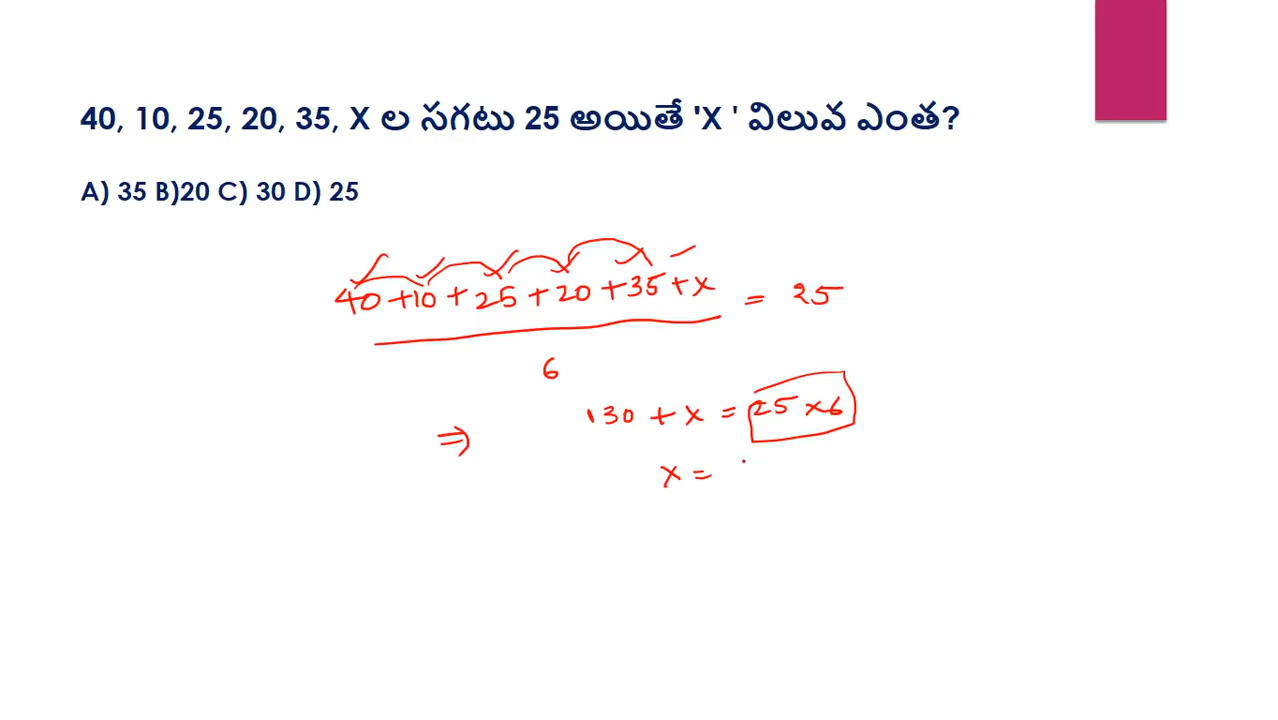 40, 10, 25, 20, 35, X ల సగటు 25 అయితే 'X ' విలువ ఎంత?
A) 35 B)20 C) 30 D) 25
40 + 10 + 25 + 20 + 35 + x = 25
6
⇒ 130 + x = 25 x 6
x =